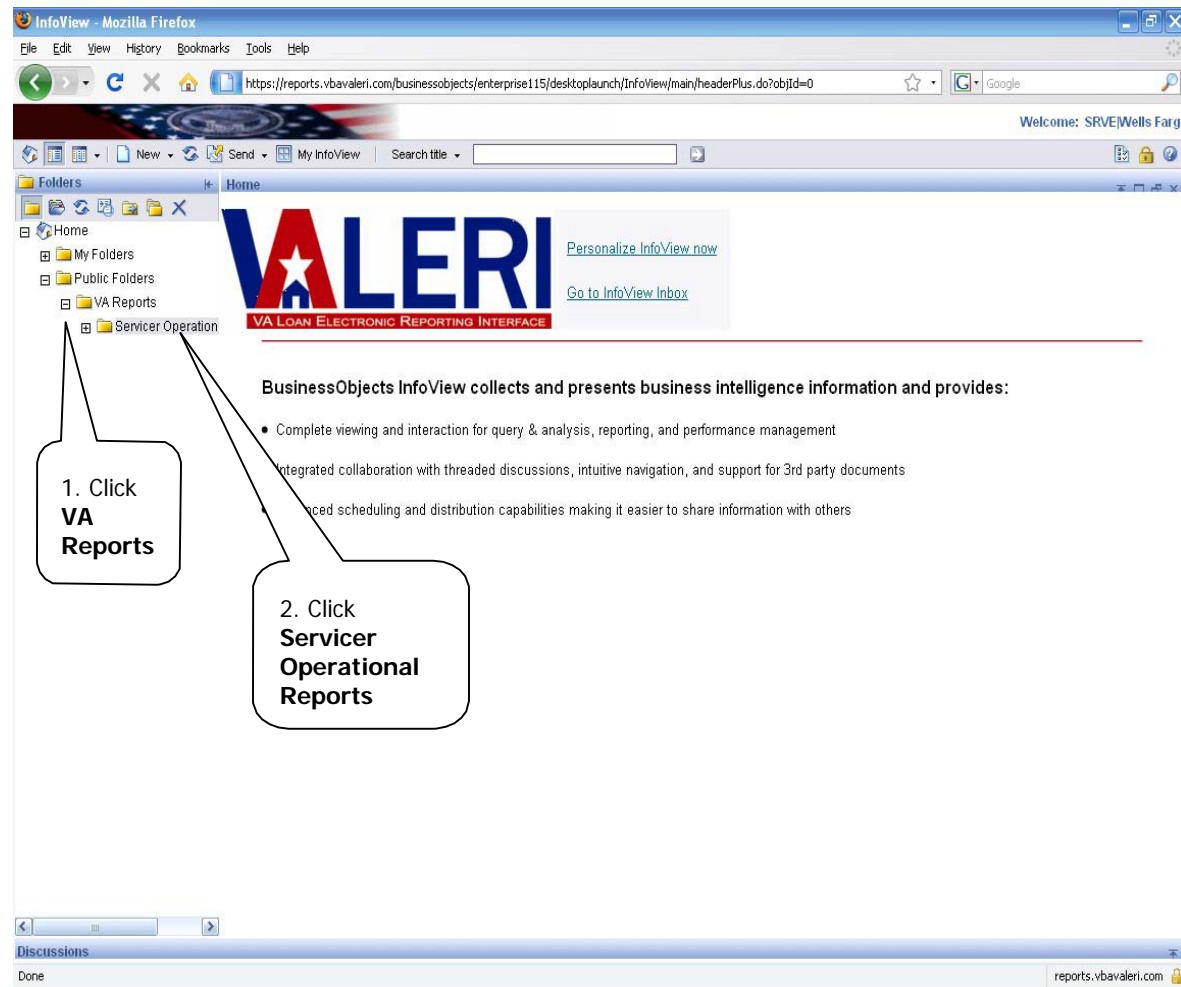 InfoView - Mozilla Firefox
File Edit View History Bookmarks Tools Help
https://reports.vbavaleri.com/businessobjects/enterprise115/desktoplaunch/InfoView/main/headerPlus.do?objId=0
G Google
Welcome: SRVE|Wells Farg
New Send My InfoView Search title
Folders
Home
Home
My Folders
Public Folders
VA Reports
Servicer Operation
VALERI
VA LOAN ELECTRONIC REPORTING INTERFACE
Personalize InfoView now
Go to InfoView Inbox
BusinessObjects InfoView collects and presents business intelligence information and provides:
• Complete viewing and interaction for query & analysis, reporting, and performance management
Integrated collaboration with threaded discussions, intuitive navigation, and support for 3rd party documents
scheduling and distribution capabilities making it easier to share information with others
1. Click
VA
Reports
2. Click
Servicer
Operational
Reports
Discussions
Done
reports.vbavaleri.com